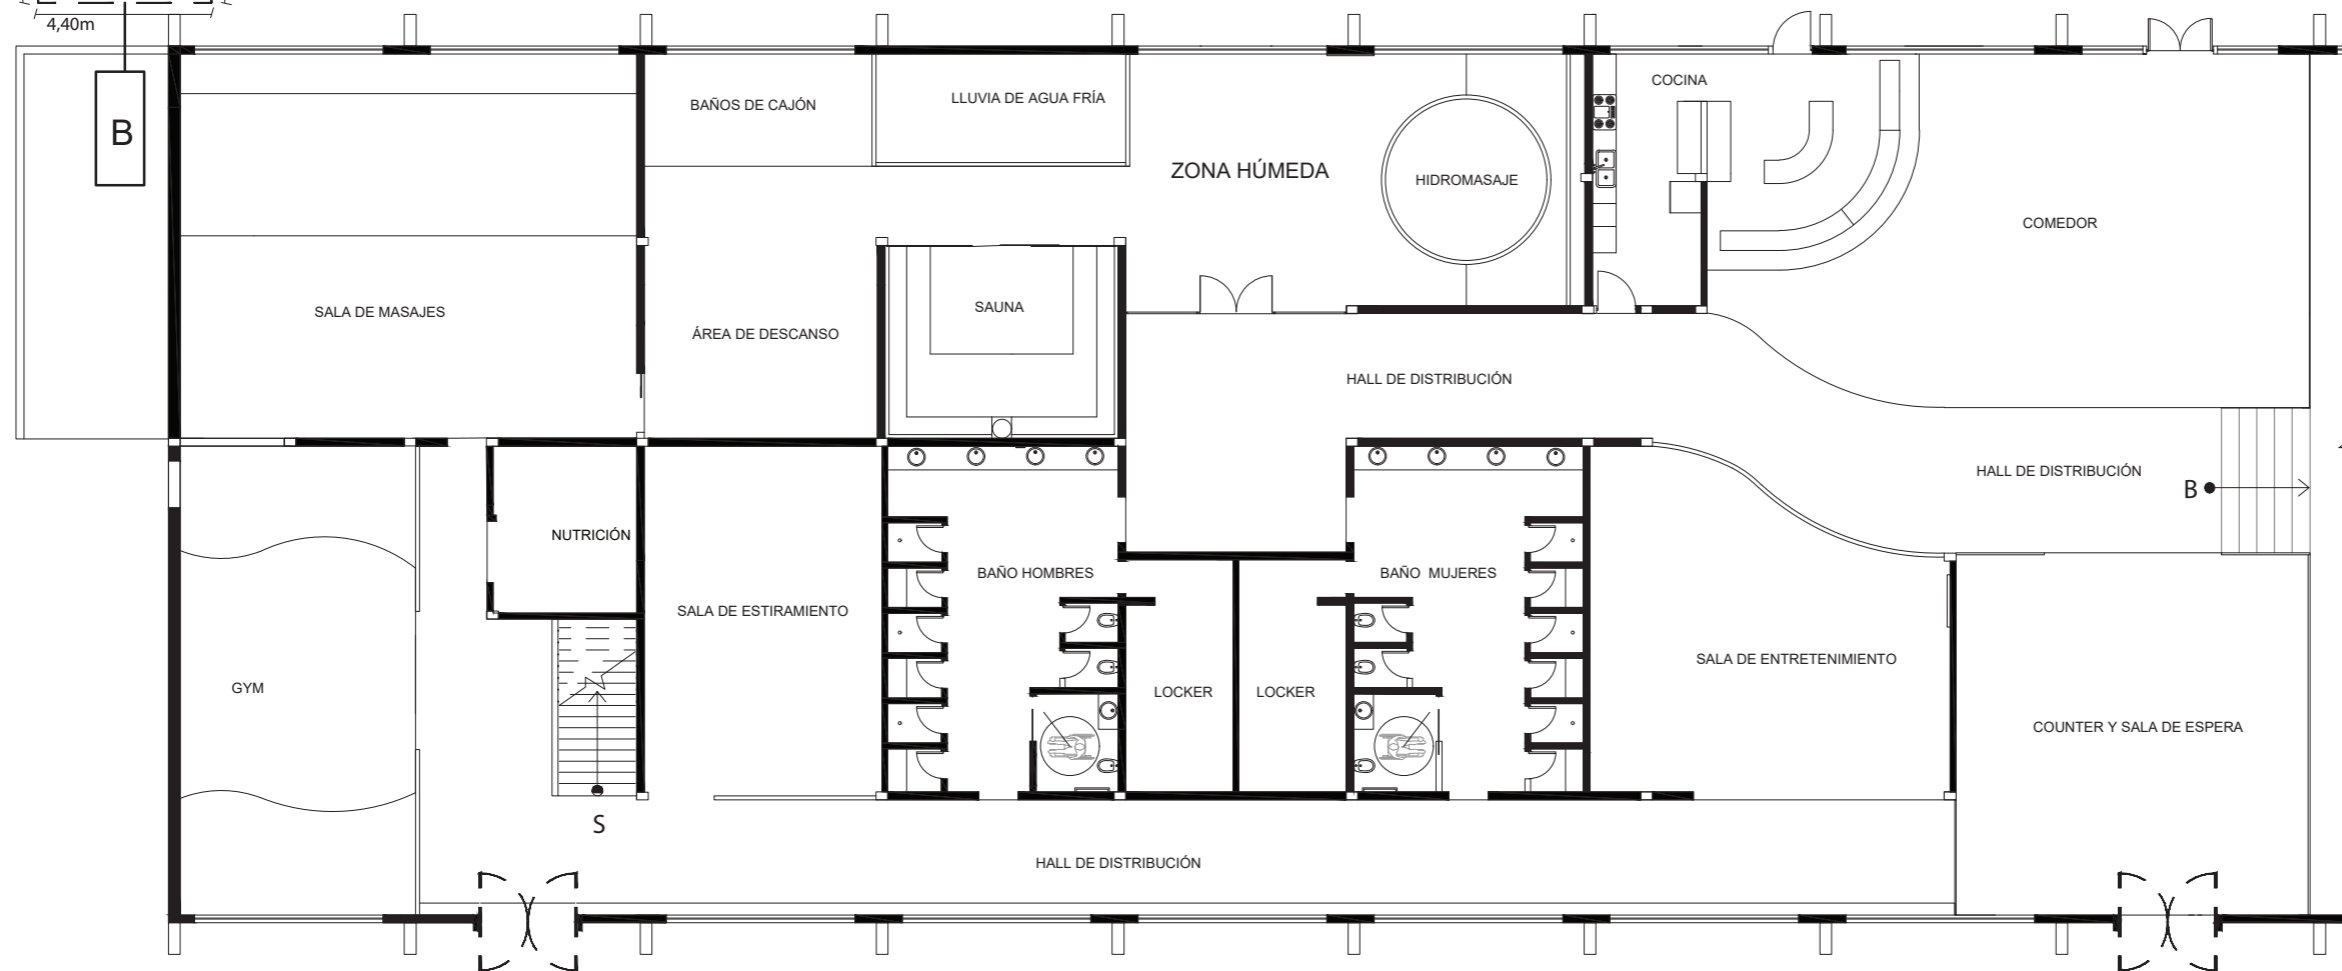 4,40m
B
BAÑOS DE CAJÓN
LLUVIA DE AGUA FRÍA
COCINA
ZONA HÚMEDA
HIDROMASAJE
COMEDOR
SALA DE MASAJES
SAUNA
ÁREA DE DESCANSO
HALL DE DISTRIBUCIÓN
HALL DE DISTRIBUCIÓN
B
NUTRICIÓN
BAÑO HOMBRES
BAÑO MUJERES
SALA DE ESTIRAMIENTO
SALA DE ENTRETENIMIENTO
GYM
LOCKER
LOCKER
COUNTER Y SALA DE ESPERA
S
HALL DE DISTRIBUCIÓN